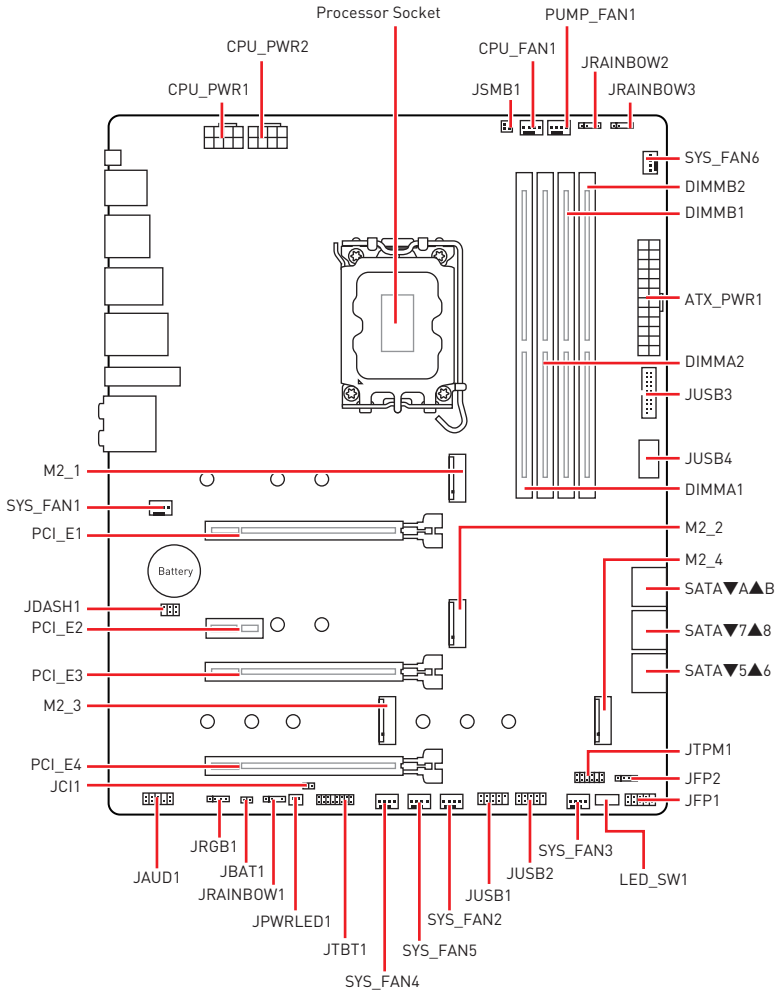 Processor Socket
PUMP_FAN1
CPU_PWR2
CPU_FAN1
JRAINBOW2
CPU_PWR1
JSMB1
JRAINBOW3
SYS_FAN6
DIMMB2
DIMMB1
ATX_PWR1
DIMMA2
JUSB3
JUSB4
M2_1
DIMMA1
SYS_FAN1
PCI_E1
M2_2
M2_4
Battery
SATA▼A▲B
JDASH1
PCI_E2
SATA▼7▲8
PCI_E3
SATA▼5▲6
M2_3
JTPM1
PCI_E4
JFP2
JCI1
JFP1
JRGB1
SYS_FAN3
JBAT1
JUSB2
JAUD1
LED_SW1
JRAINBOW1
JUSB1
JPWRLED1
SYS_FAN2
JTBT1
SYS_FAN5
SYS_FAN4